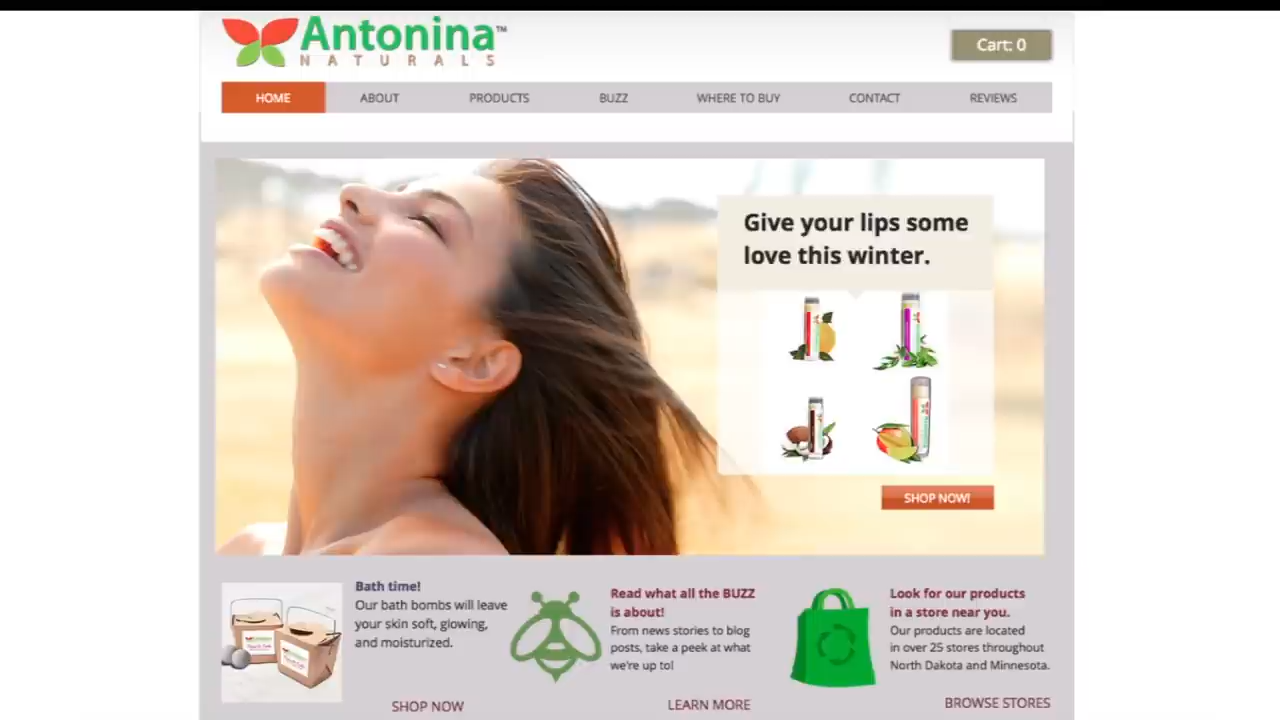 Antonina™
NATURALS
Cart: 0
HOME
ABOUT
PRODUCTS
BUZZ
WHERE TO BUY
CONTACT
REVIEWS
Give your lips some
love this winter.
SHOP NOW!
Bath time!
Our bath bombs will leave
your skin soft, glowing,
and moisturized.
SHOP NOW
Read what all the BUZZ
is about!
From news stories to blog
posts, take a peek at what
we're up to!
LEARN MORE
Look for our products
in a store near you.
Our products are located
in over 25 stores throughout
North Dakota and Minnesota.
BROWSE STORES